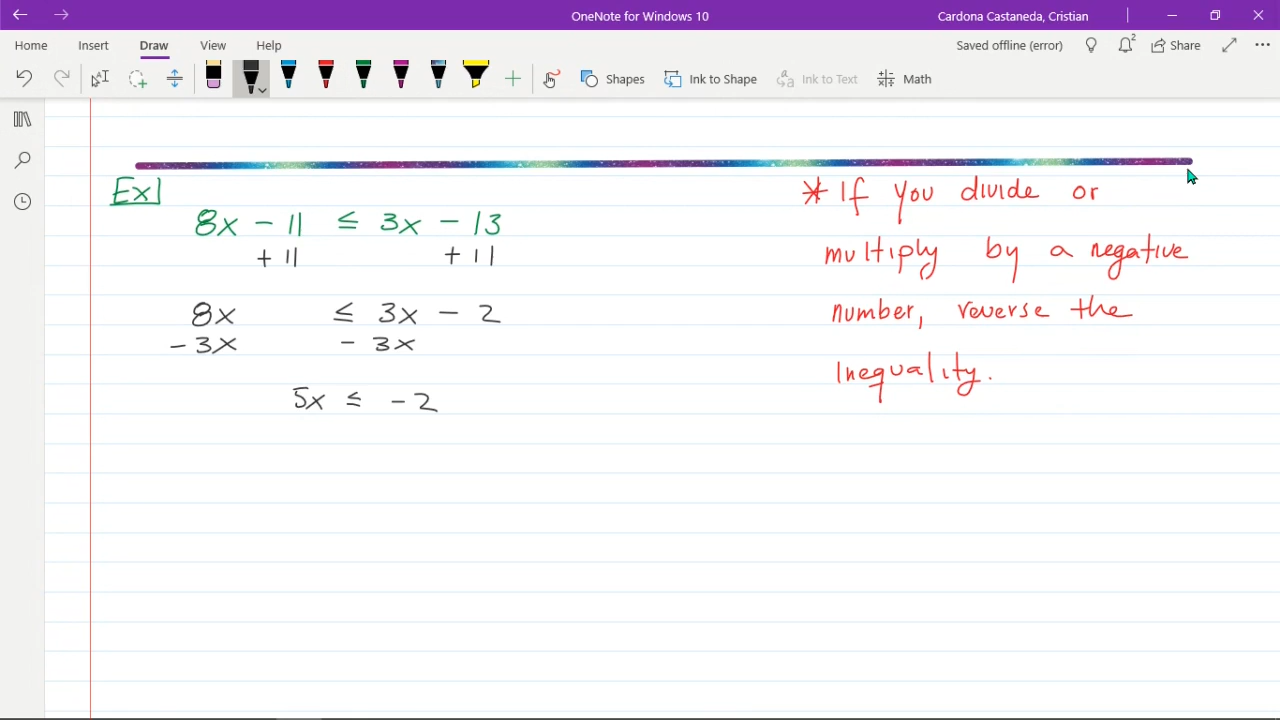 OneNote for Windows 10
Cardona Castaneda, Cristian
Home Insert Draw View Help
Saved offline (error)
2
Share
Shapes
Ink to Shape
Ink to Text
Math
Ex1
8x - 11 ≤ 3x - 13
+ 11 + 11
8x ≤ 3x - 2
- 3x - 3x
5x ≤ - 2
* If you divide or
multiply by a negative
number, reverse the
Inequality.